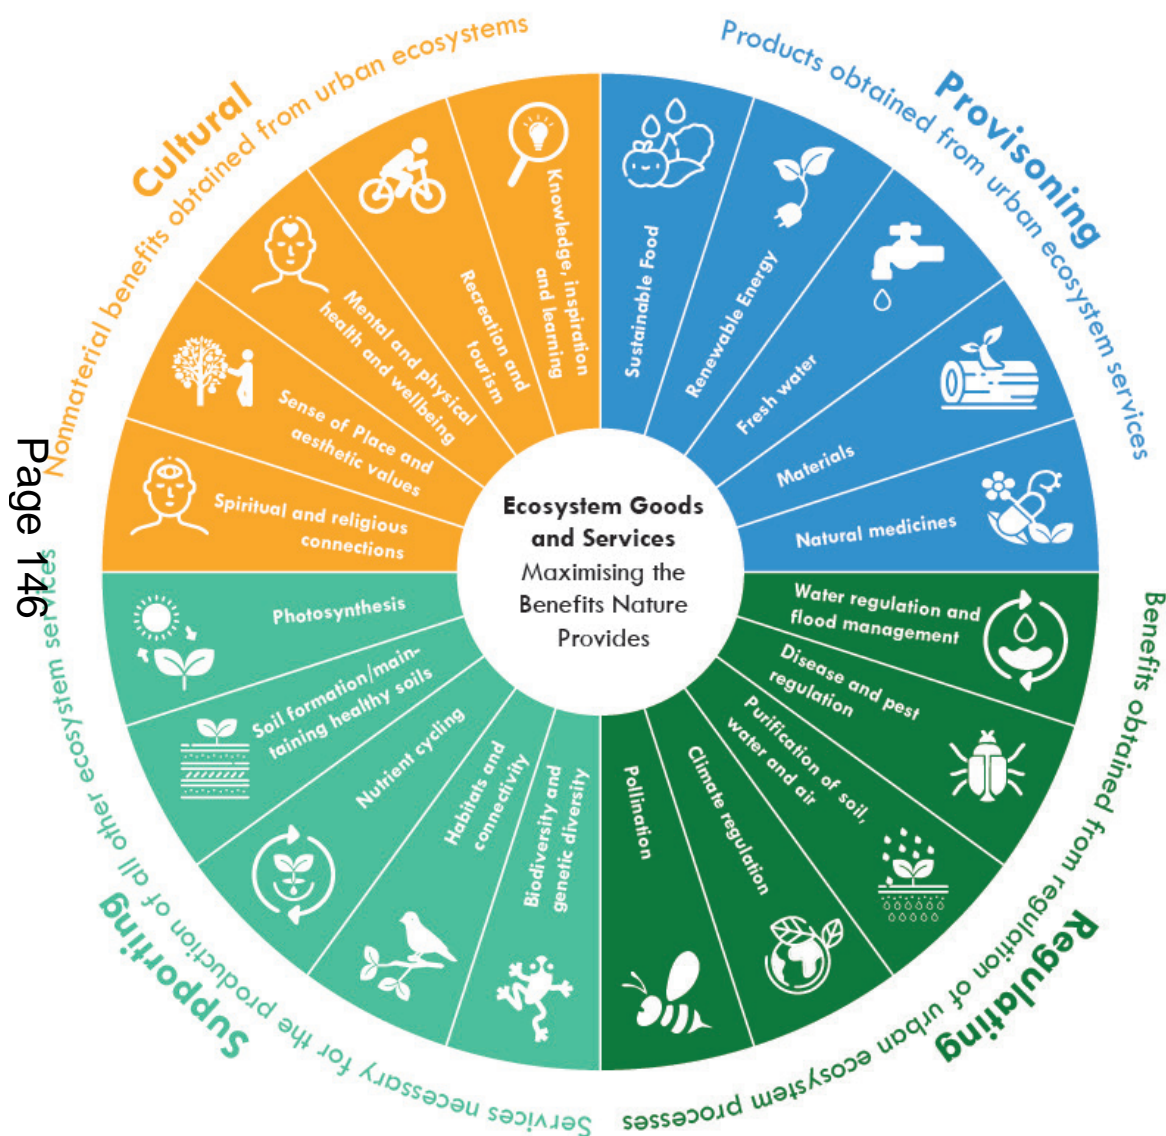 Page 146
Cultural
Nonmaterial benefits obtained from urban ecosystems
Knowledge, inspiration
and learning
Recreation and
tourism
Mental and physical
health and wellbeing
Sense of Place and
aesthetic values
Spiritual and religious
connections
Provisoning
Products obtained from urban ecosystem services
Sustainable Food
Renewable Energy
Fresh water
Materials
Natural medicines
Ecosystem Goods
and Services
Maximising the
Benefits Nature
Provides
Regulating
Benefits obtained from regulation of urban ecosystem processes
Water regulation and
flood management
Disease and pest
regulation
Purification of soil,
water and air
Climate regulation
Pollination
Supporting
Services necessary for the production of all other ecosystem services
Biodiversity and
genetic diversity
Habitats and
connectivity
Nutrient cycling
Soil formation/main-
taining healthy soils
Photosynthesis